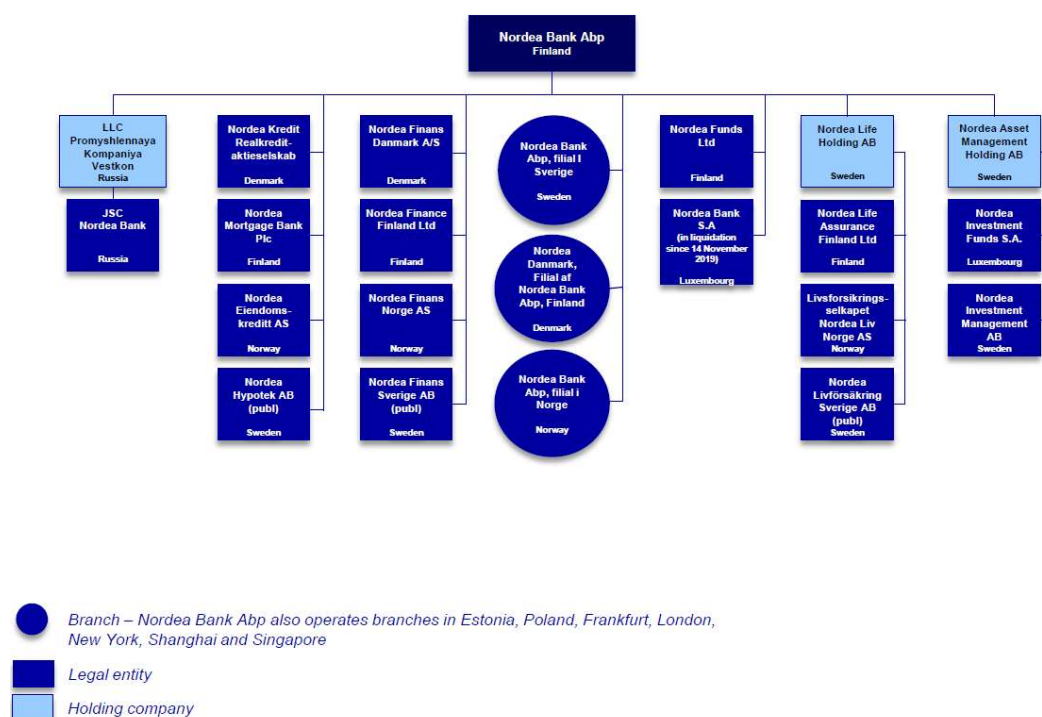 Nordea Bank Abp
Finland
LLC
Promyshlennaya
Kompaniya
Vestkon
Russia
JSC
Nordea Bank
Russia
Nordea Kredit
Realkredit-
aktieselskab
Denmark
Nordea
Mortgage Bank
Plc
Finland
Nordea
Eiendoms-
kreditt AS
Norway
Nordea
Hypotek AB
(publ)
Sweden
Nordea Finans
Danmark A/S
Denmark
Nordea Finance
Finland Ltd
Finland
Nordea Finans
Norge AS
Norway
Nordea Finans
Sverige AB
(publ)
Sweden
Nordea Bank
Abp, filial I
Sverige
Sweden
Nordea
Danmark,
Filial af
Nordea Bank
Abp, Finland
Denmark
Nordea Bank
Abp, filial i
Norge
Norway
Nordea Funds
Ltd
Finland
Nordea Bank
S.A
(in liquidation
since 14 November
2019)
Luxembourg
Nordea Life
Holding AB
Sweden
Nordea Life
Assurance
Finland Ltd
Finland
Livsforsikrings-
selkapet
Nordea Liv
Norge AS
Norway
Nordea
Livförsäkring
Sverige AB
(publ)
Sweden
Nordea Asset
Management
Holding AB
Sweden
Nordea
Investment
Funds S.A.
Luxembourg
Nordea
Investment
Management
AB
Sweden
Branch – Nordea Bank Abp also operates branches in Estonia, Poland, Frankfurt, London,
New York, Shanghai and Singapore
Legal entity
Holding company